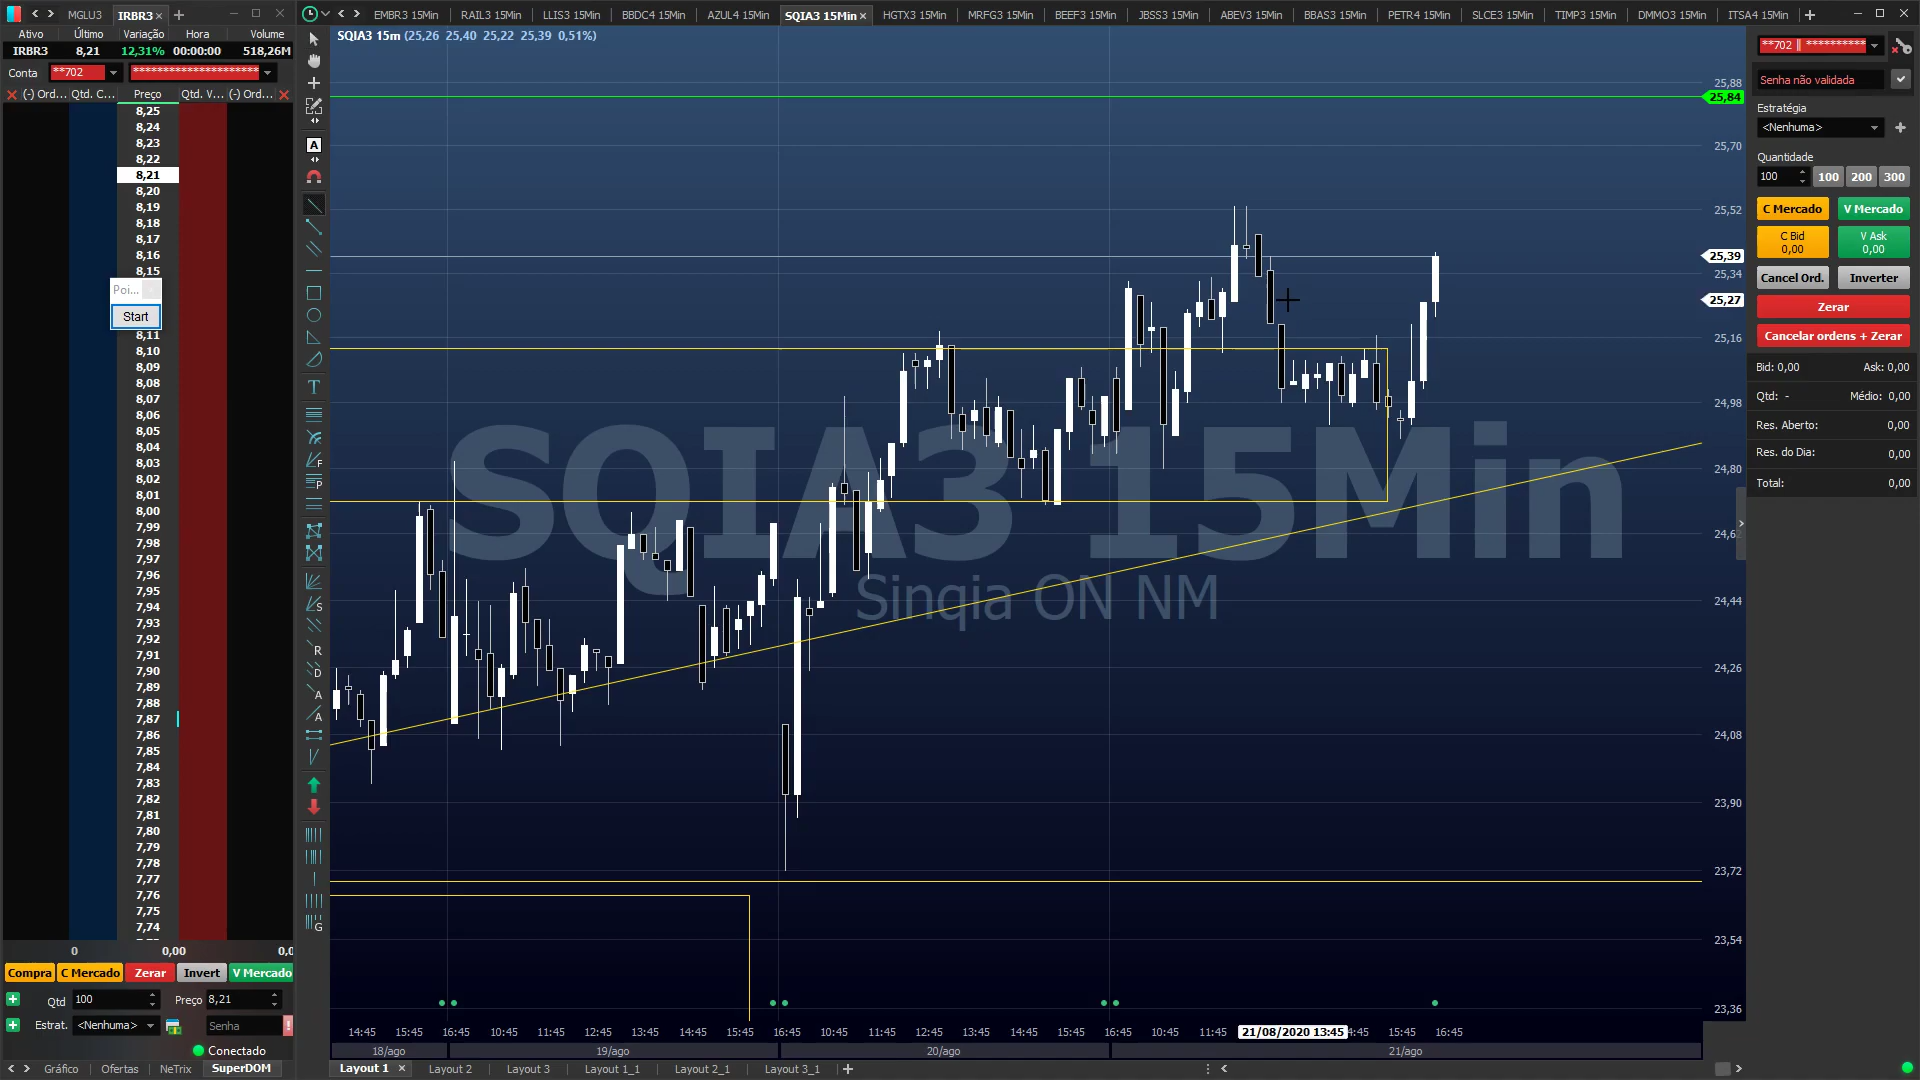 MGLU3 IRBR3
Ativo Último Variação Hora Volume
IRBR3 8,21 12,31% 00:00:00 518,26M
Conta **702 *********************
(-) Ord... Qtd. C... Preço Qtd. V... (-) Ord...
8,25
8,24
8,23
8,22
8,21
8,20
8,19
8,18
8,17
8,16
8,15
Poi...
Start
8,11
8,10
8,09
8,08
8,07
8,06
8,05
8,04
8,03
8,02
8,01
8,00
7,99
7,98
7,97
7,96
7,95
7,94
7,93
7,92
7,91
7,90
7,89
7,88
7,87
7,86
7,85
7,84
7,83
7,82
7,81
7,80
7,79
7,78
7,77
7,76
7,75
7,74
0 0,00 0,0
Compra C Mercado Zerar Invert V Mercado
Qtd 100 Preço 8,21
Estrat. <Nenhuma> Senha
Conectado
Gráfico Ofertas NeTrix SuperDOM
EMBR3 15Min RAIL3 15Min LLIS3 15Min BBDC4 15Min AZUL4 15Min SQIA3 15Min HGTX3 15Min MRFG3 15Min BEEF3 15Min JBSS3 15Min ABEV3 15Min BBAS3 15Min PETR4 15Min SLCE3 15Min TIMP3 15Min DMMO3 15Min ITSA4 15Min
SQIA3 15m (25,26 25,40 25,22 25,39 0,51%)
SQIA3 15Min
Sinqia ON NM
25,88
25,84
25,70
25,52
25,39
25,34
25,27
25,16
24,98
24,80
24,62
24,44
24,26
24,08
23,90
23,72
23,54
23,36
14:45 15:45 16:45 10:45 11:45 12:45 13:45 14:45 15:45 16:45 10:45 11:45 12:45 13:45 14:45 15:45 16:45 10:45 11:45 21/08/2020 13:45 15:45 16:45
18/ago 19/ago 20/ago 21/ago
Layout 1 Layout 2 Layout 3 Layout 1_1 Layout 2_1 Layout 3_1
**702 || **********
Senha não validada
Estratégia
<Nenhuma>
Quantidade
100 100 200 300
C Mercado V Mercado
C Bid V Ask
0,00 0,00
Cancel Ord. Inverter
Zerar
Cancelar ordens + Zerar
Bid: 0,00 Ask: 0,00
Qtd: - Médio: 0,00
Res. Aberto: 0,00
Res. do Dia: 0,00
Total: 0,00